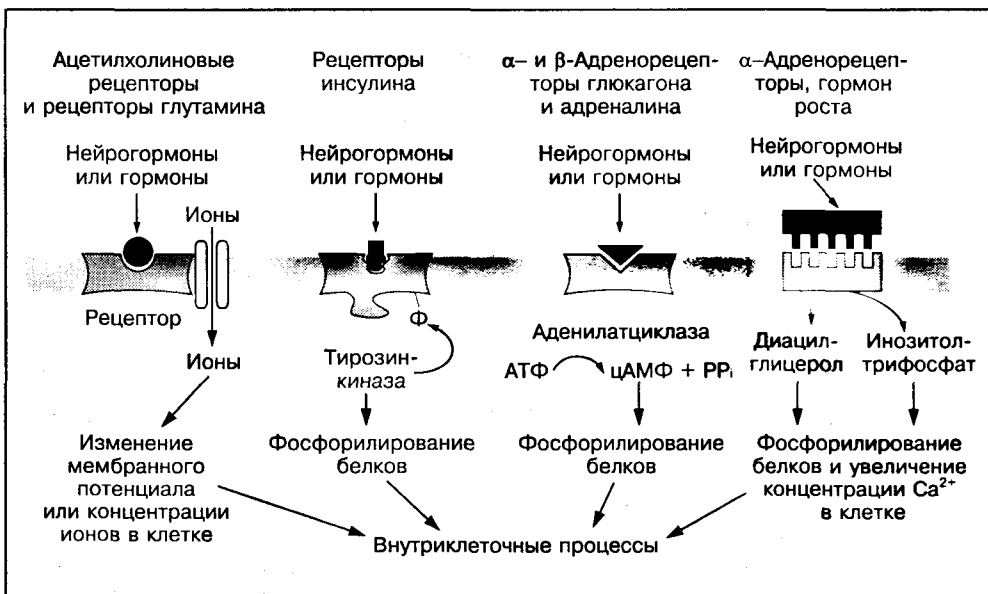 Ацетилхолиновые
рецепторы
и рецепторы глутамина
Рецепторы
инсулина
α– и β-Адренорецеп-
торы глюкагона
и адреналина
α–Адренорецеп-
торы, гормон
роста
Нейрогормоны
или гормоны
Нейрогормоны
или гормоны
Нейрогормоны
или гормоны
Нейрогормоны
или гормоны
Ионы
Рецептор
Ионы
Ф
Тирозин-
киназа
Аденилатциклаза
АТФ цАМФ + PPi
Диацил-
глицерол
Инозитол-
трифосфат
Изменение
мембранного
потенциала
или концентрации
ионов в клетке
Фосфорилирование
белков
Фосфорилирование
белков
Фосфорилирование
белков и увеличение
концентрации Ca²⁺
в клетке
Внутриклеточные процессы